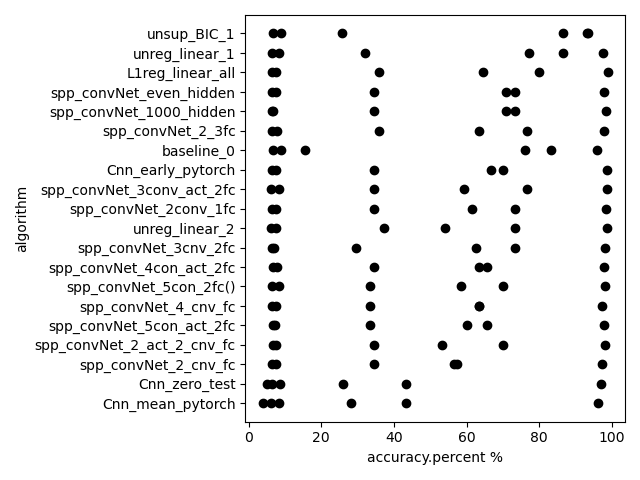 unsup_BIC_1
unreg_linear_1
L1reg_linear_all
spp_convNet_even_hidden
spp_convNet_1000_hidden
spp_convNet_2_3fc
baseline_0
Cnn_early_pytorch
spp_convNet_3conv_act_2fc
spp_convNet_2conv_1fc
unreg_linear_2
spp_convNet_3cnv_2fc
spp_convNet_4con_act_2fc
spp_convNet_5con_2fc()
spp_convNet_4_cnv_fc
spp_convNet_5con_act_2fc
spp_convNet_2_act_2_cnv_fc
spp_convNet_2_cnv_fc
Cnn_zero_test
Cnn_mean_pytorch
algorithm
0 20 40 60 80 100
accuracy.percent %